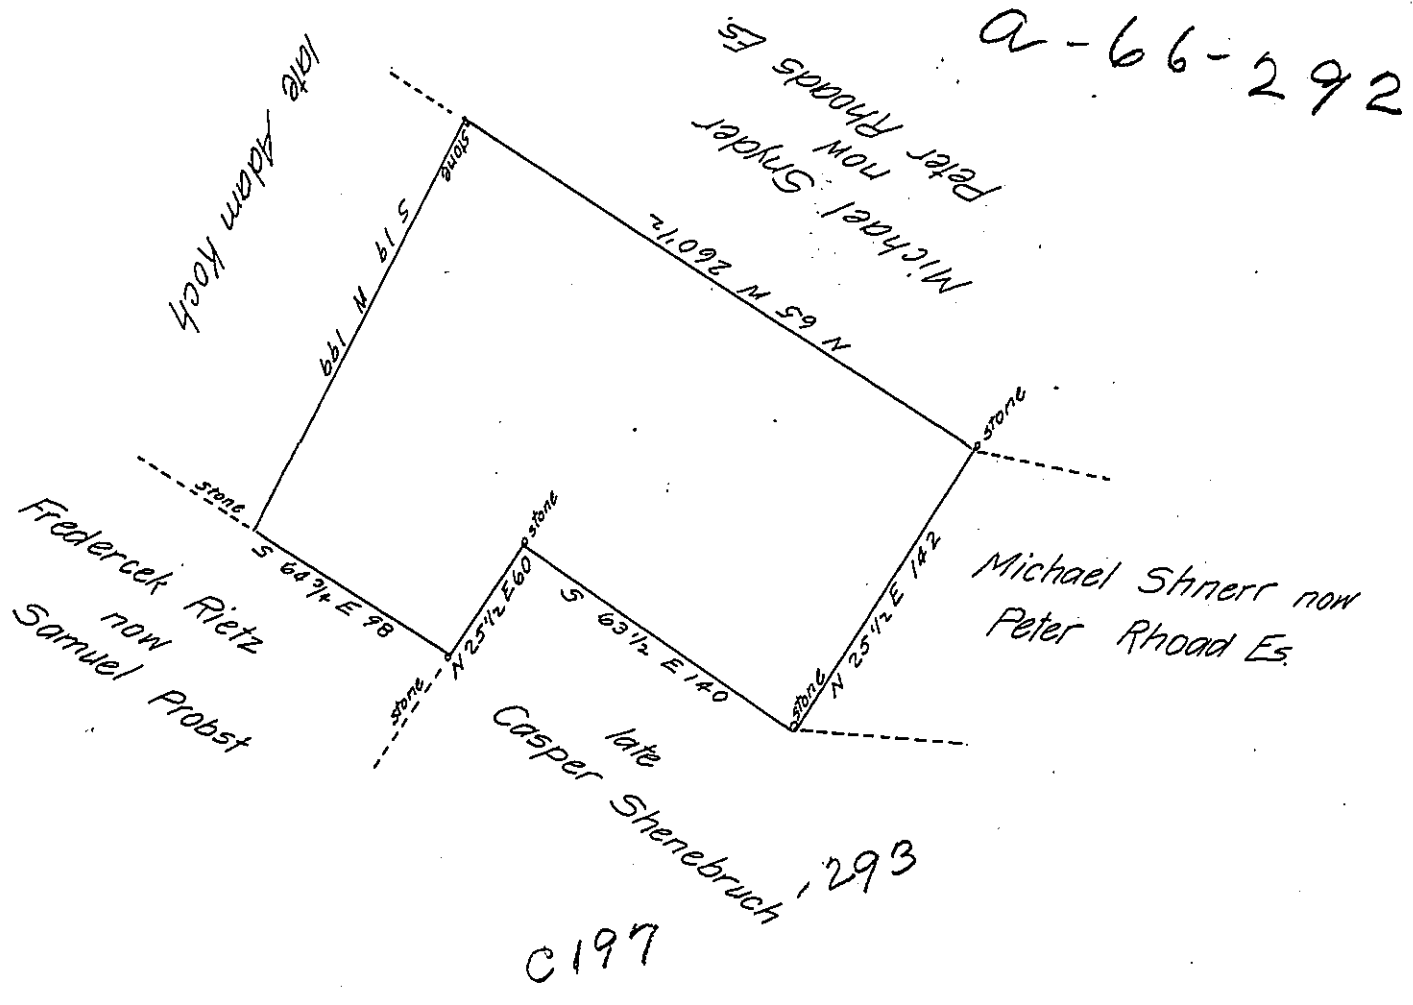 a-66-292
Michael Snyder
now
Peter Rhoads Es.
late Adam Koch
stone
S 19 W 199
N 65 W 260 1/2
stone
stone
S 64 3/4 E 98
stone
N 25 1/2 E 60
stone
S 63 1/2 E 140
stone
N 25 1/2 E 142
Michael Shnerr now
Peter Rhoad Es.
Fredercek Rietz
now
Samuel Probst
late
Casper Shenebruch
, 293
C197